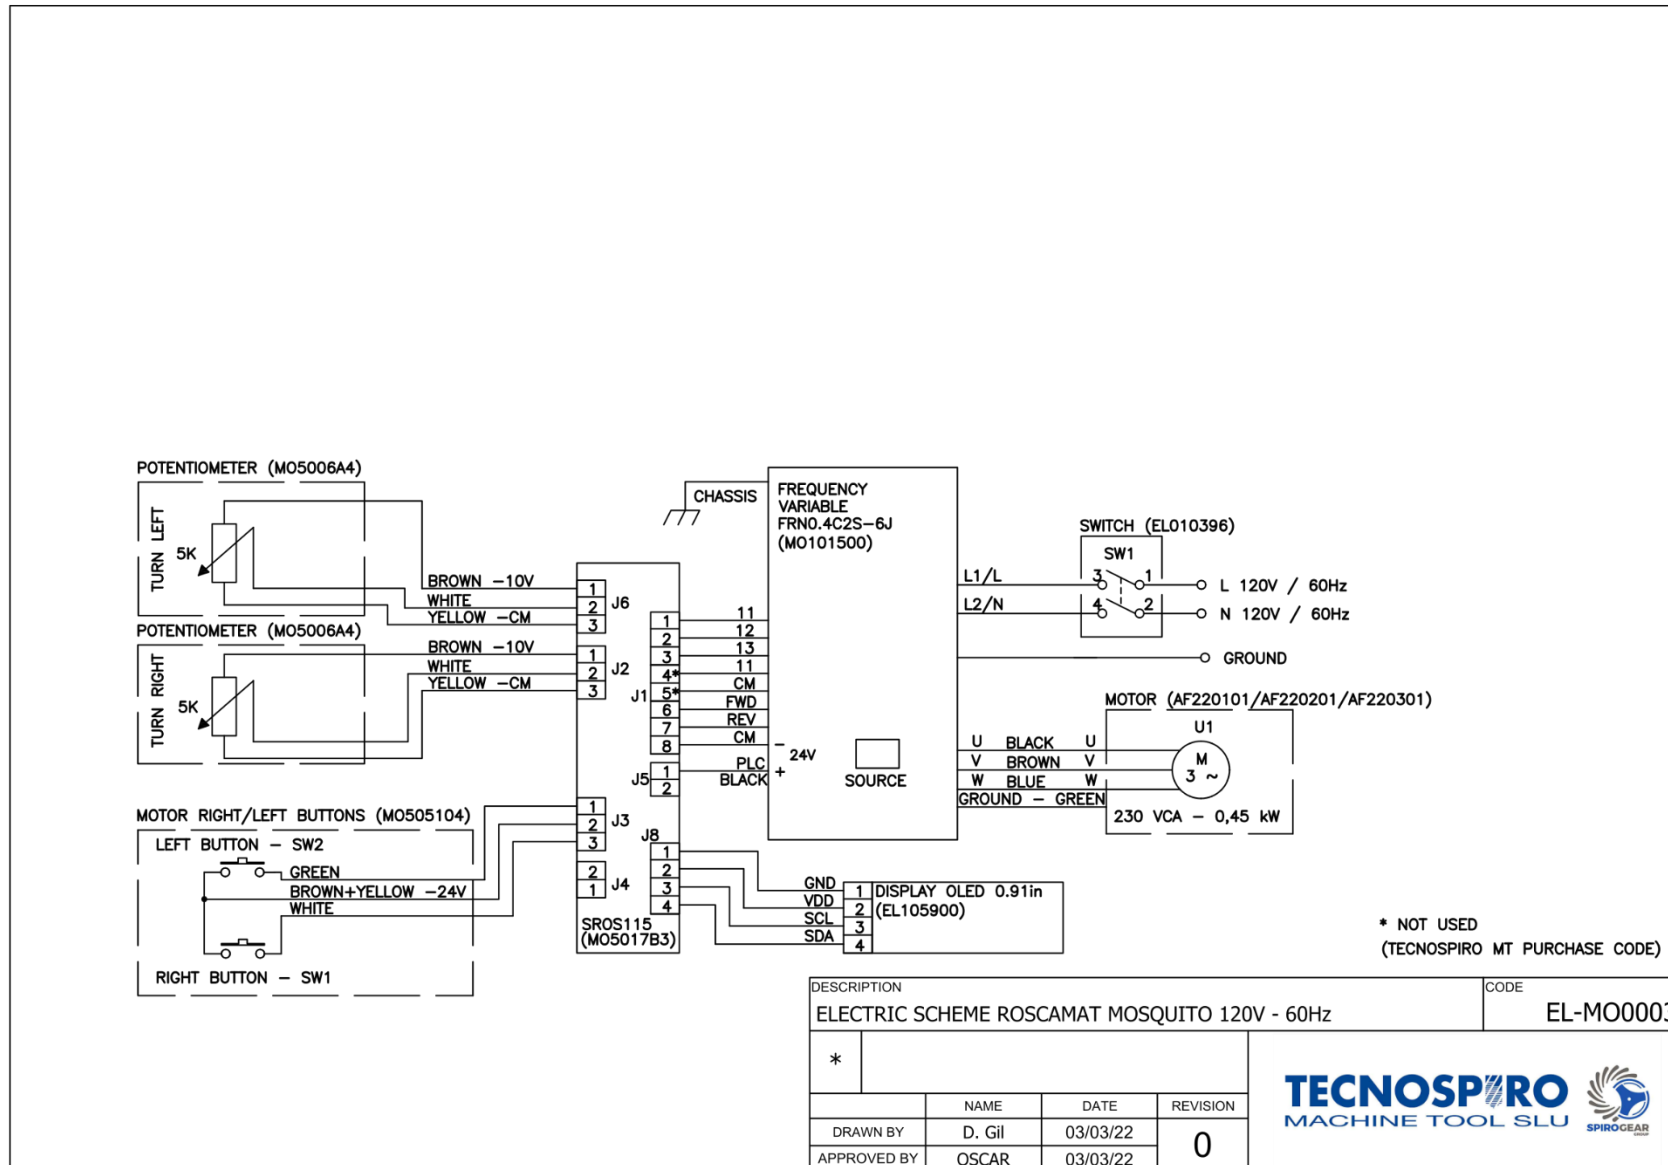 POTENTIOMETER (MO5006A4)
TURN LEFT
5K
BROWN -10V
WHITE
YELLOW -CM
POTENTIOMETER (MO5006A4)
TURN RIGHT
5K
BROWN -10V
WHITE
YELLOW -CM
MOTOR RIGHT/LEFT BUTTONS (MO505104)
LEFT BUTTON - SW2
GREEN
BROWN+YELLOW -24V
WHITE
RIGHT BUTTON - SW1
1
2
3
J6
1
2
3
J2
1
2
3
J3
2
1
J4
J1
1
2
3
4*
5*
6
7
8
J5
1
2
J8
1
2
3
4
SROS115
(MO5017B3)
CHASSIS
11
12
13
11
CM
FWD
REV
CM
PLC
BLACK
-
24V
+
FREQUENCY
VARIABLE
FRN0.4C2S-6J
(MO101500)
SOURCE
L1/L
L2/N
SWITCH (EL010396)
SW1
3 1
4 2
L 120V / 60Hz
N 120V / 60Hz
GROUND
MOTOR (AF220101/AF220201/AF220301)
U1
M
3 ~
U BLACK U
V BROWN V
W BLUE W
GROUND - GREEN
230 VCA - 0,45 kW
GND
VDD
SCL
SDA
1
2
3
4
DISPLAY OLED 0.91in
(EL105900)
* NOT USED
(TECNOSPIRO MT PURCHASE CODE)
DESCRIPTION
ELECTRIC SCHEME ROSCAMAT MOSQUITO 120V - 60Hz
CODE
EL-MO0003
*
NAME DATE REVISION
DRAWN BY D. Gil 03/03/22 0
APPROVED BY OSCAR 03/03/22
TECNOSPIRO
MACHINE TOOL SLU
SPIROGEAR
GROUP